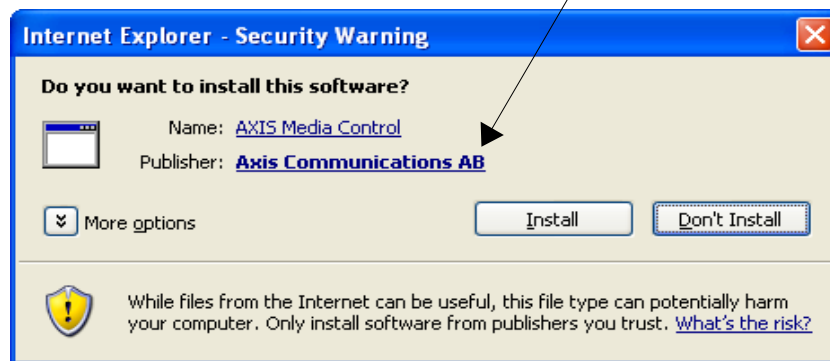 Internet Explorer - Security Warning
Do you want to install this software?
Name: AXIS Media Control
Publisher: Axis Communications AB
More options
Install
Don't Install
While files from the Internet can be useful, this file type can potentially harm
your computer. Only install software from publishers you trust. What's the risk?